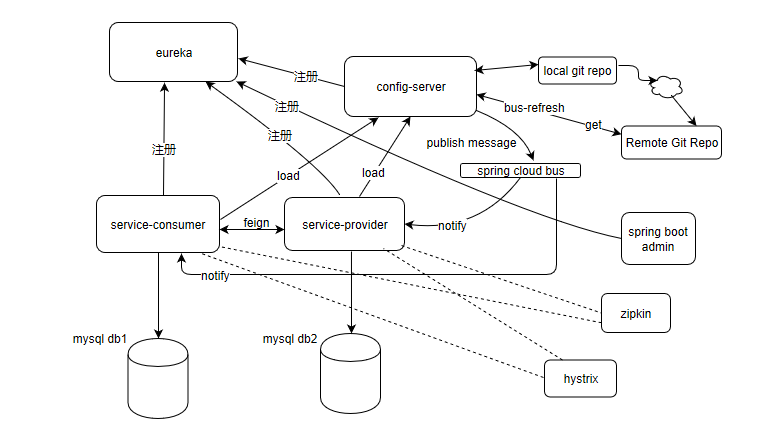 eureka
注册
config-server
local git repo
注册
bus-refresh
get
注册
publish message
Remote Git Repo
注册
load
load
spring cloud bus
service-consumer
feign
service-provider
notify
spring boot
admin
notify
zipkin
mysql db1
mysql db2
hystrix